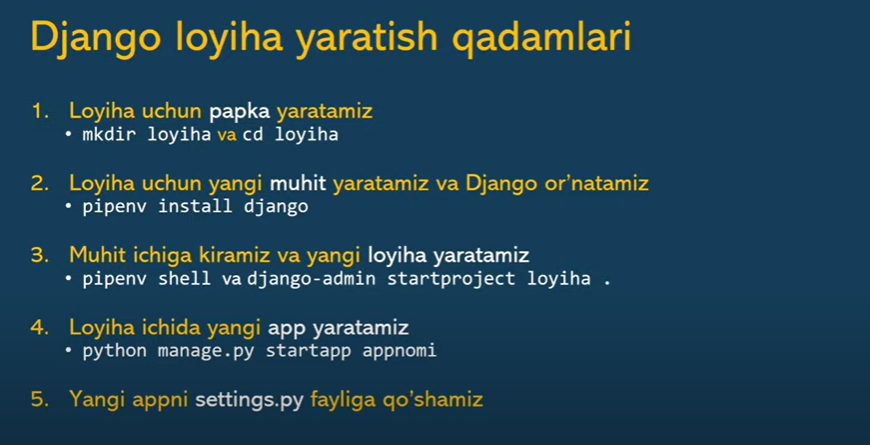 Django loyiha yaratish qadamlari
1. Loyiha uchun papka yaratamiz
• mkdir loyiha va cd loyiha
2. Loyiha uchun yangi muhit yaratamiz va Django or'natamiz
• pipenv install django
3. Muhit ichiga kiramiz va yangi loyiha yaratamiz
• pipenv shell va django-admin startproject loyiha .
4. Loyiha ichida yangi app yaratamiz
• python manage.py startapp appnomi
5. Yangi appni settings.py fayliga qo'shamiz